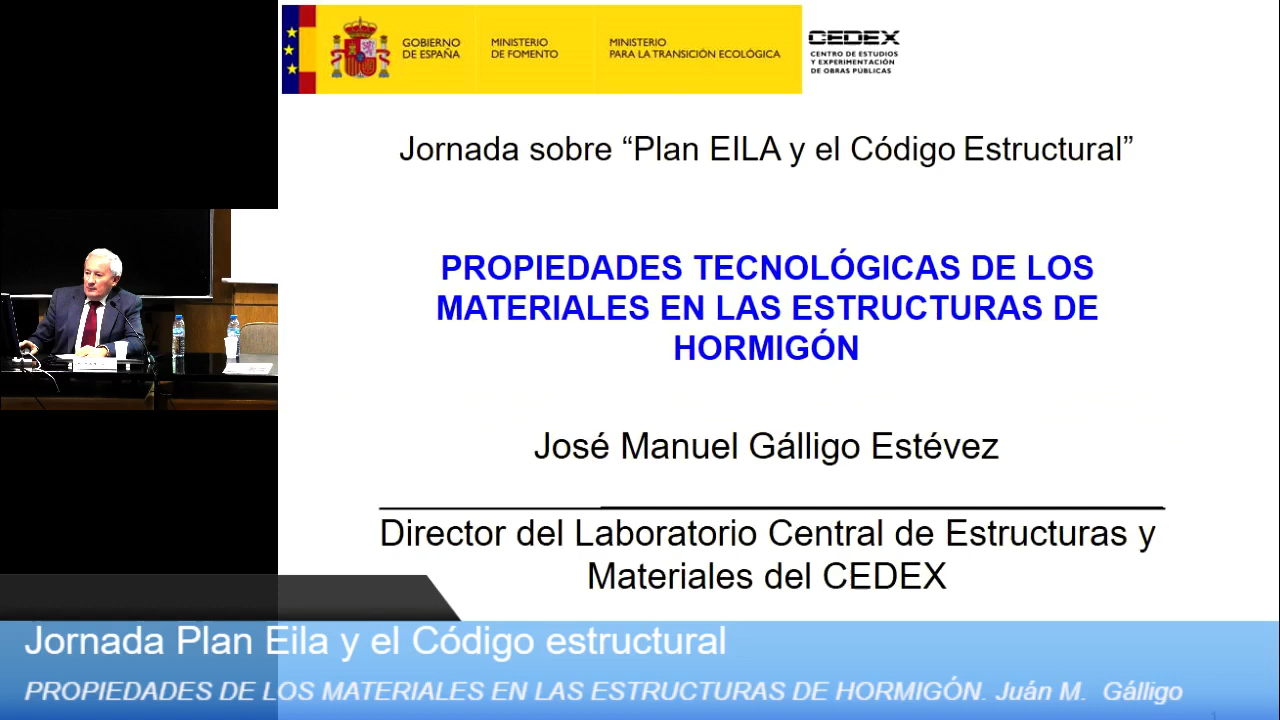 GOBIERNO
DE ESPAÑA
MINISTERIO
DE FOMENTO
MINISTERIO
PARA LA TRANSICIÓN ECOLÓGICA
CEDEX
CENTRO DE ESTUDIOS
Y EXPERIMENTACIÓN
DE OBRAS PÚBLICAS
Jornada sobre “Plan EILA y el Código Estructural”
PROPIEDADES TECNOLÓGICAS DE LOS
MATERIALES EN LAS ESTRUCTURAS DE
HORMIGÓN
José Manuel Gálligo Estévez
Director del Laboratorio Central de Estructuras y
Materiales del CEDEX
Jornada Plan Eila y el Código estructural
PROPIEDADES DE LOS MATERIALES EN LAS ESTRUCTURAS DE HORMIGÓN. Juán M. Gálligo
1